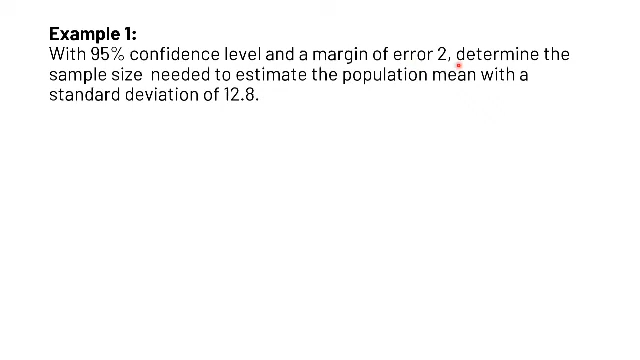 Example 1:
With 95% confidence level and a margin of error 2, determine the
sample size needed to estimate the population mean with a
standard deviation of 12.8.